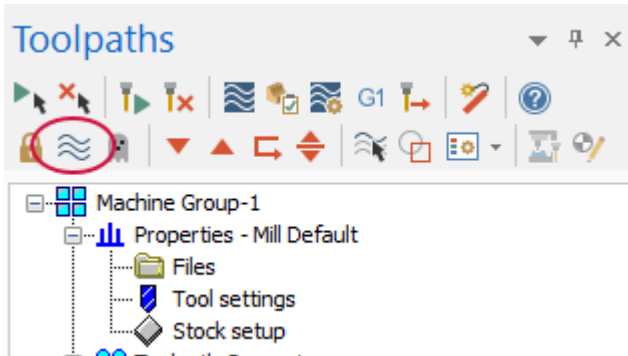 Toolpaths
G1
Machine Group-1
Properties - Mill Default
Files
Tool settings
Stock setup